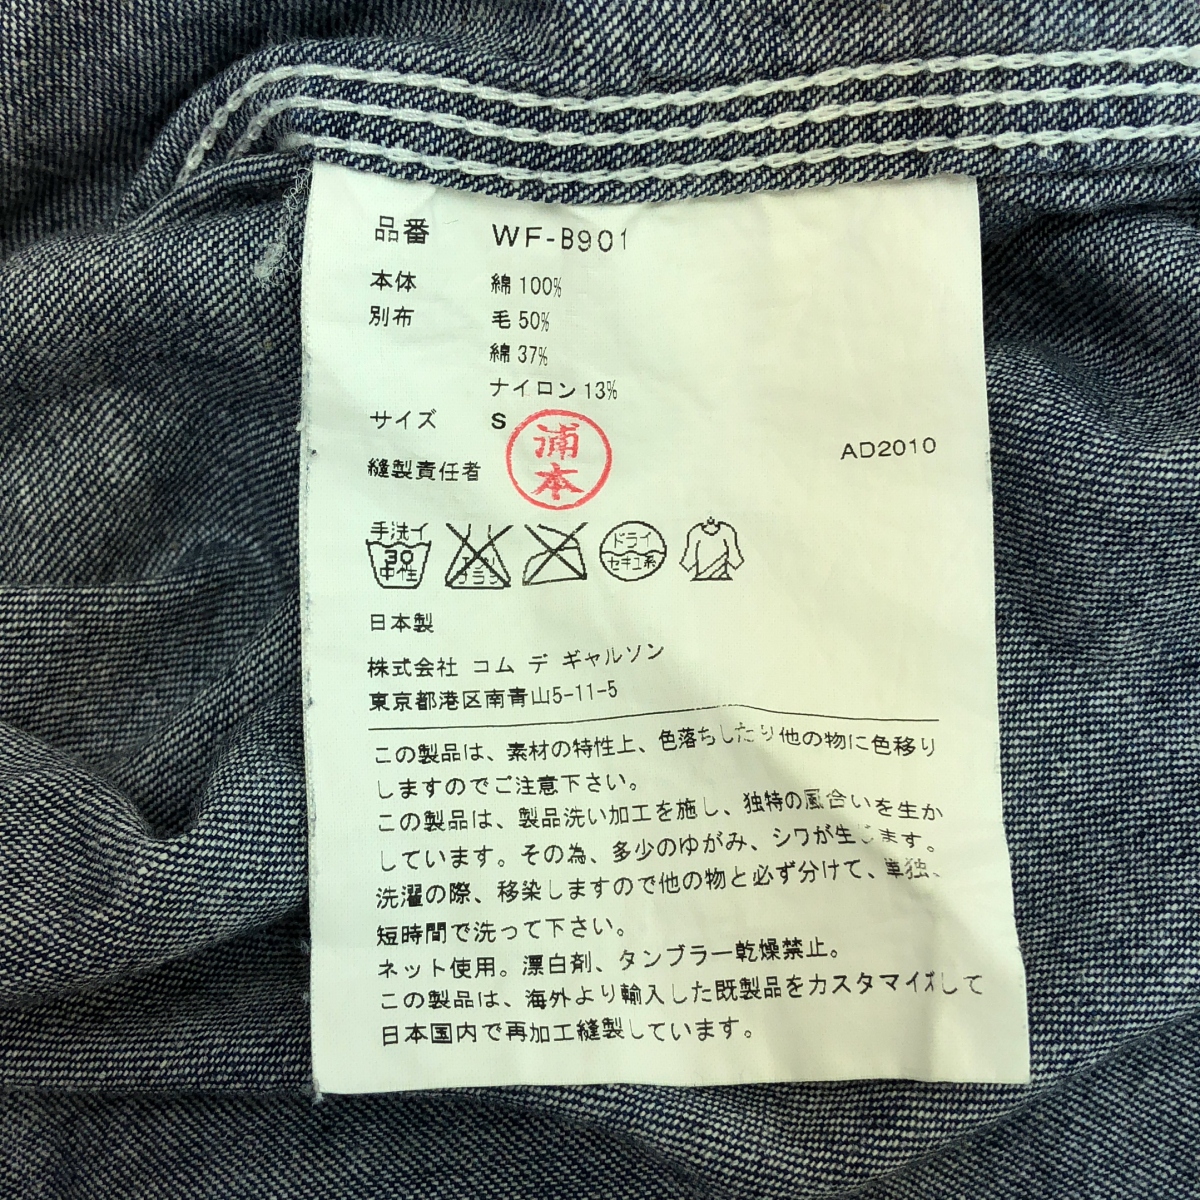 品番 WF-B901
本体 綿 100%
別布 毛 50%
綿 37%
ナイロン 13%
サイズ S
浦本
縫製責任者
AD2010
手洗イ
30
中性
エンソ
サラシ
ドライ
セキユ系
日本製
株式会社 コム デ ギャルソン
東京都港区南青山5-11-5
この製品は、素材の特性上、色落ちしたり他の物に色移り
しますのでご注意下さい。
この製品は、製品洗い加工を施し、独特の風合いを生か
しています。その為、多少のゆがみ、シワが生じます。
洗濯の際、移染しますので他の物と必ず分けて、単独、
短時間で洗って下さい。
ネット使用。漂白剤、タンブラー乾燥禁止。
この製品は、海外より輸入した既製品をカスタマイズして
日本国内で再加工縫製しています。